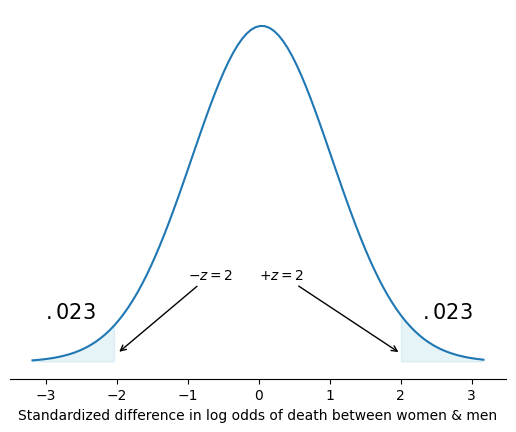 −z = 2 +z = 2
.023 .023
−3 −2 −1 0 1 2 3
Standardized difference in log odds of death between women & men